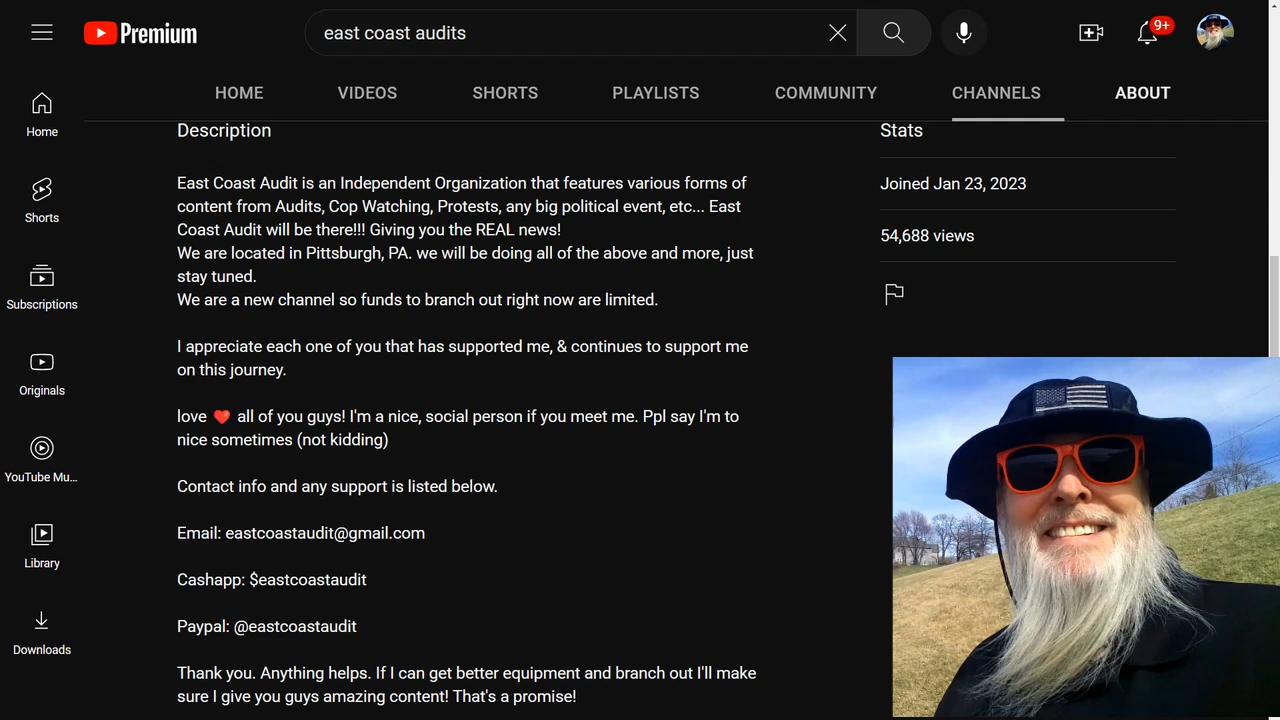 Premium
east coast audits
9+
HOME
VIDEOS
SHORTS
PLAYLISTS
COMMUNITY
CHANNELS
ABOUT
Home
Shorts
Subscriptions
Originals
YouTube Mu...
Library
Downloads
Description
East Coast Audit is an Independent Organization that features various forms of
content from Audits, Cop Watching, Protests, any big political event, etc... East
Coast Audit will be there!!! Giving you the REAL news!
We are located in Pittsburgh, PA. we will be doing all of the above and more, just
stay tuned.
We are a new channel so funds to branch out right now are limited.
I appreciate each one of you that has supported me, & continues to support me
on this journey.
love ❤️ all of you guys! I'm a nice, social person if you meet me. Ppl say I'm to
nice sometimes (not kidding)
Contact info and any support is listed below.
Email: eastcoastaudit@gmail.com
Cashapp: $eastcoastaudit
Paypal: @eastcoastaudit
Thank you. Anything helps. If I can get better equipment and branch out I'll make
sure I give you guys amazing content! That's a promise!
Stats
Joined Jan 23, 2023
54,688 views